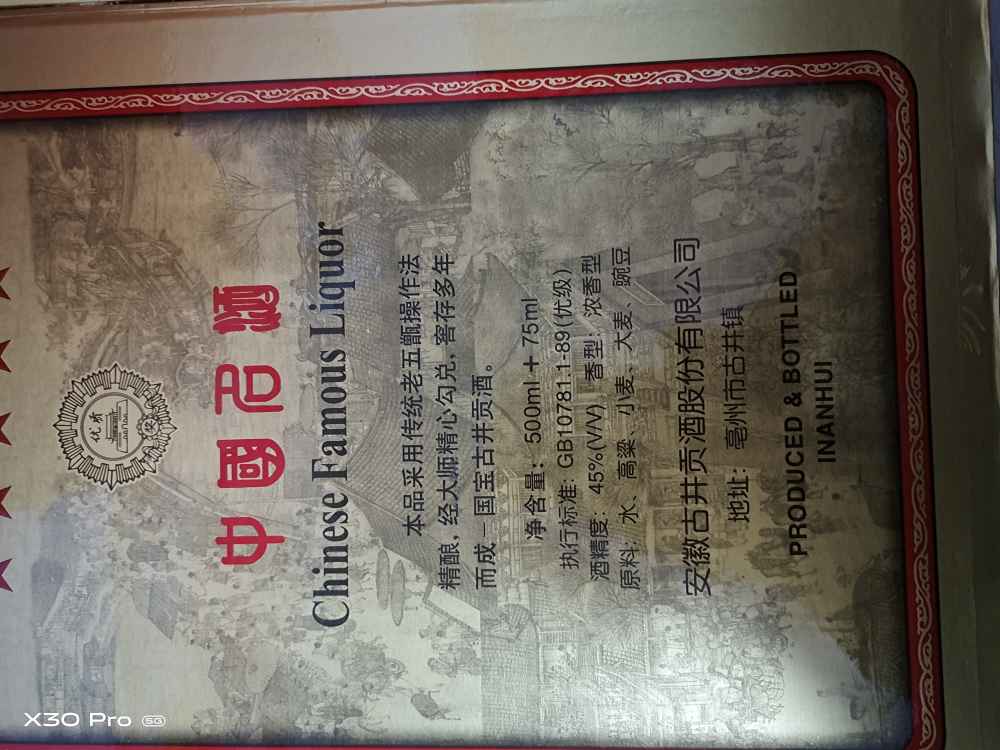 优质
中國名酒
Chinese Famous Liquor
本品采用传统老五甑操作法
精酿，经大师精心勾兑，窖存多年
而成－国宝古井贡酒。
净含量：500ml＋75ml
执行标准：GB10781.1-89(优级)
酒精度：45%(V/V) 香型：浓香型
原料：水、高粱、小麦、大麦、豌豆
安徽古井贡酒股份有限公司
地址：亳州市古井镇
PRODUCED & BOTTLED
INANHUI
X30 Pro 5G